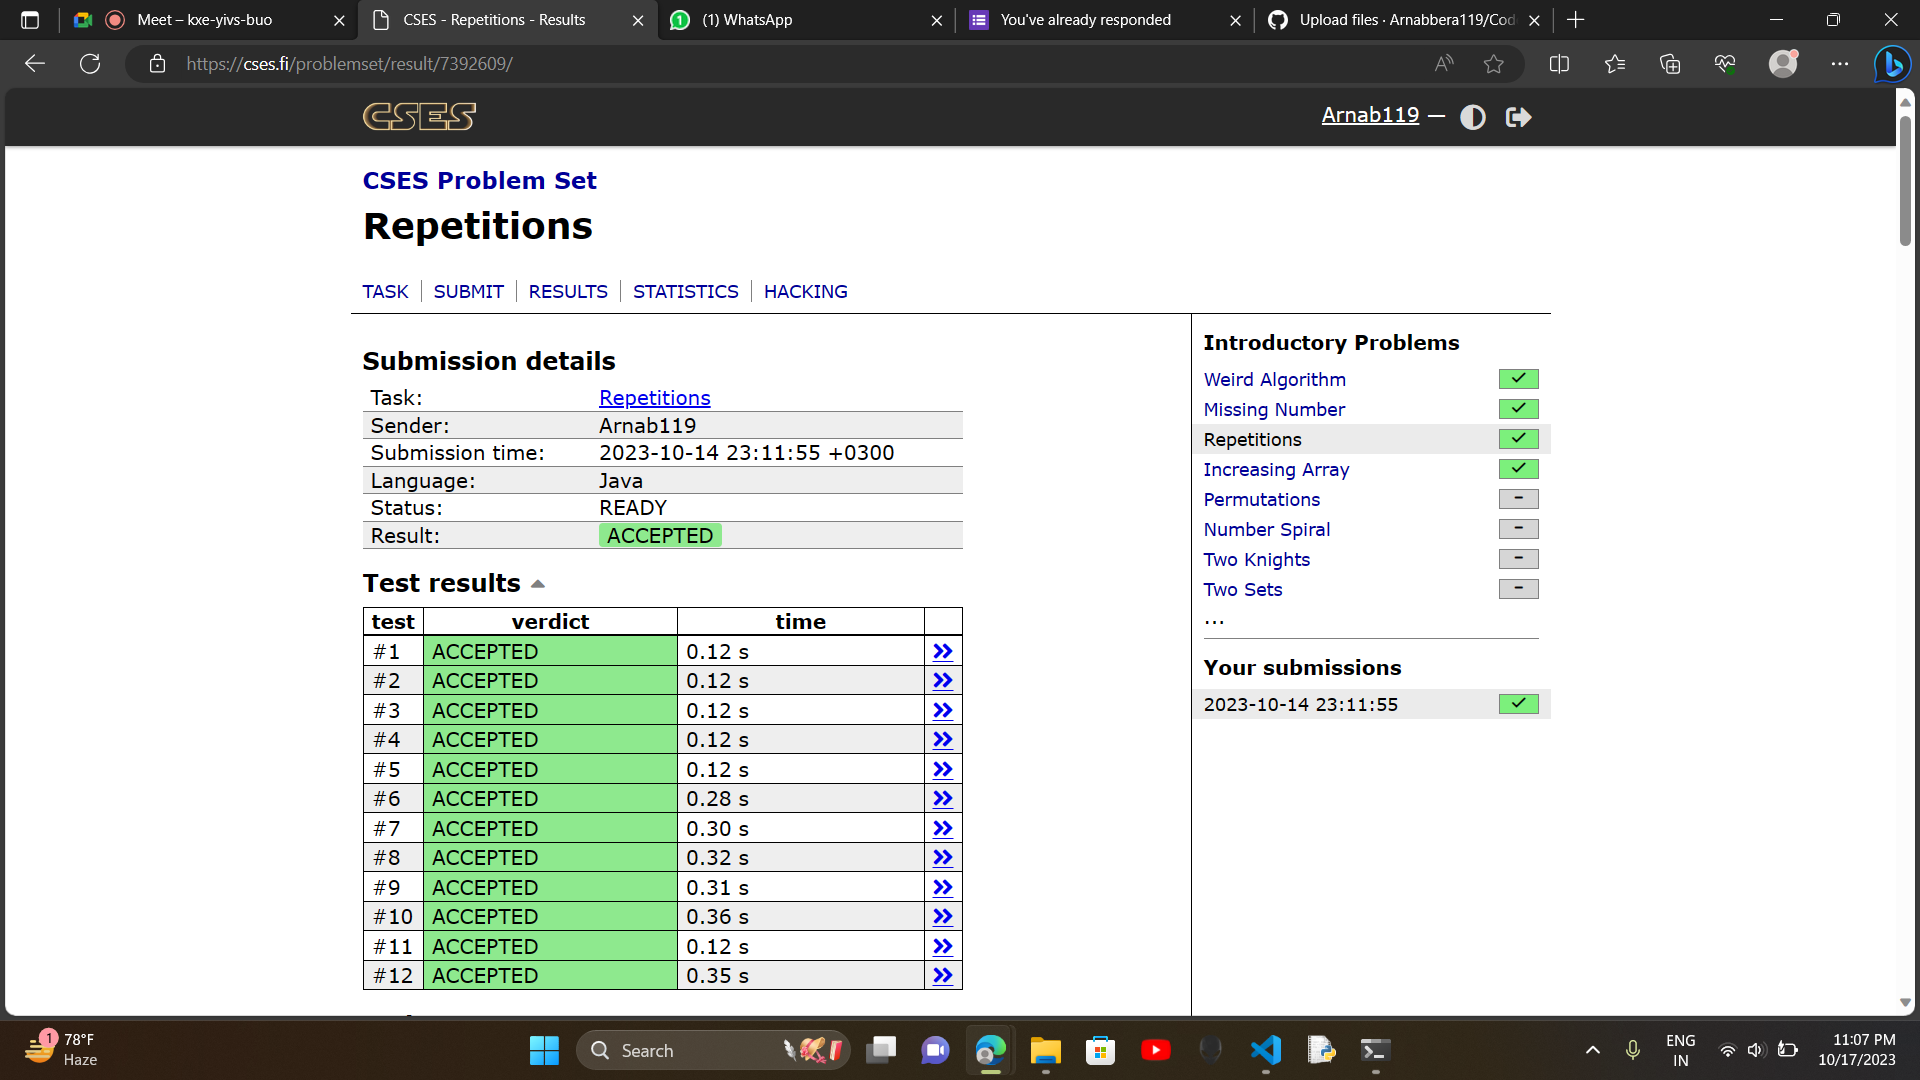 Meet – kxe-yivs-buo
CSES - Repetitions - Results
(1) WhatsApp
You've already responded
Upload files · Arnabbera119/Cod
https://cses.fi/problemset/result/7392609/
CSES
Arnab119 —
CSES Problem Set
Repetitions
TASK
SUBMIT
RESULTS
STATISTICS
HACKING
Submission details
Task: Repetitions
Sender: Arnab119
Submission time: 2023-10-14 23:11:55 +0300
Language: Java
Status: READY
Result: ACCEPTED
Test results
test verdict time
#1 ACCEPTED 0.12 s
#2 ACCEPTED 0.12 s
#3 ACCEPTED 0.12 s
#4 ACCEPTED 0.12 s
#5 ACCEPTED 0.12 s
#6 ACCEPTED 0.28 s
#7 ACCEPTED 0.30 s
#8 ACCEPTED 0.32 s
#9 ACCEPTED 0.31 s
#10 ACCEPTED 0.36 s
#11 ACCEPTED 0.12 s
#12 ACCEPTED 0.35 s
Introductory Problems
Weird Algorithm
Missing Number
Repetitions
Increasing Array
Permutations –
Number Spiral –
Two Knights –
Two Sets –
...
Your submissions
2023-10-14 23:11:55
1
78°F
Haze
Search
ENG
IN
11:07 PM
10/17/2023